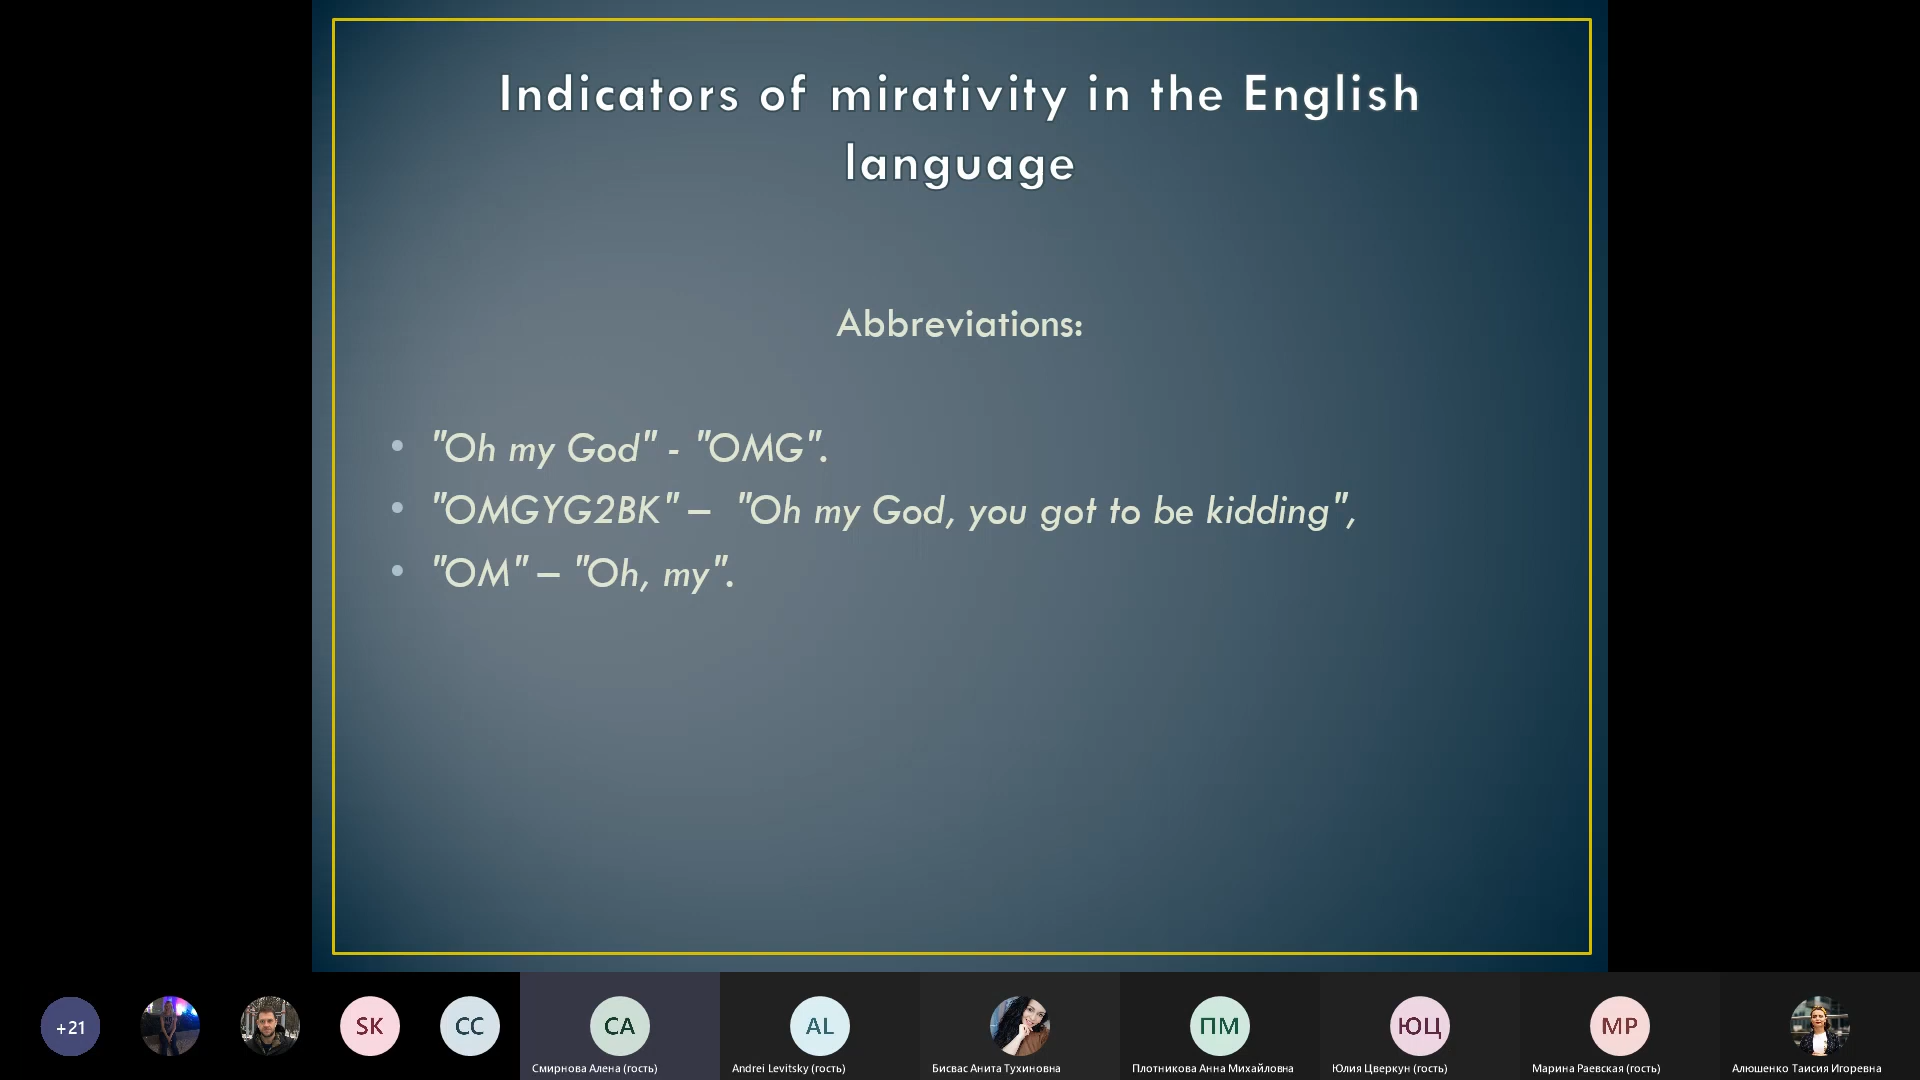 Indicators of mirativity in the English
language
Abbreviations:
• "Oh my God" - "OMG".
• "OMGYG2BK" – "Oh my God, you got to be kidding",
• "OM" – "Oh, my".
+21
SK
CC
CA
AL
ПМ
ЮЦ
МР
Смирнова Алена (гость)
Andrei Levitsky (гость)
Бисвас Анита Тухиновна
Плотникова Анна Михайловна
Юлия Цверкун (гость)
Марина Раевская (гость)
Алюшенко Таисия Игоревна